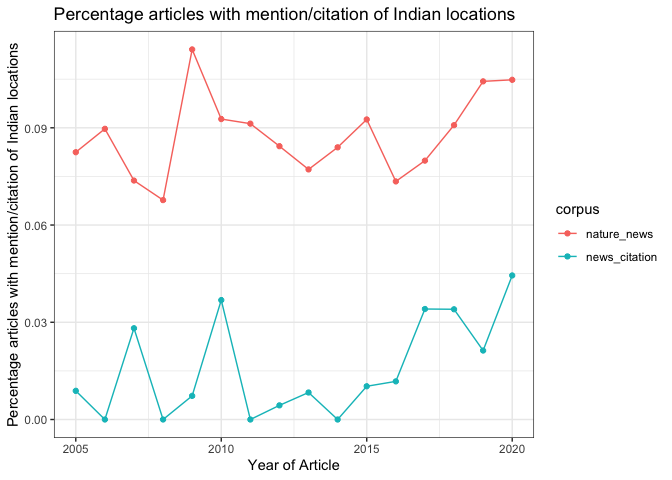 Percentage articles with mention/citation of Indian locations
Percentage articles with mention/citation of Indian locations
0.09
0.06
0.03
0.00
2005
2010
2015
2020
Year of Article
corpus
nature_news
news_citation